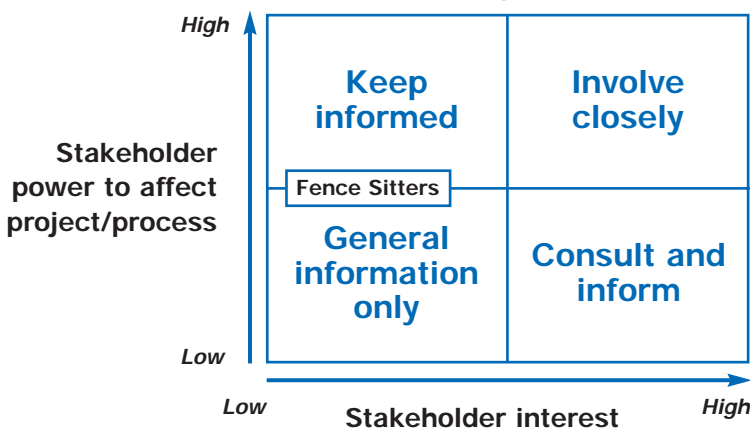 High
Keep
informed
Involve
closely
Stakeholder
power to affect
project/process
Fence Sitters
General
information
only
Consult and
inform
Low
Low
Stakeholder interest
High